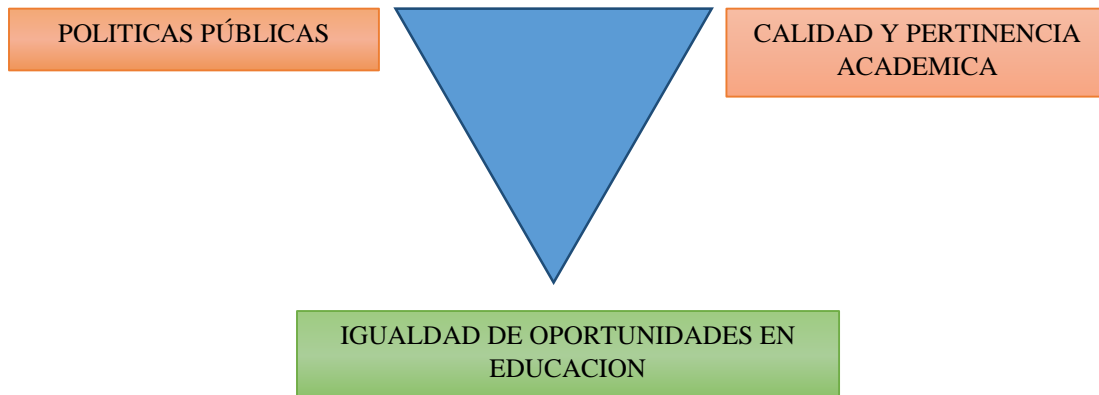 POLITICAS PÚBLICAS
CALIDAD Y PERTINENCIA
ACADEMICA
IGUALDAD DE OPORTUNIDADES EN
EDUCACION